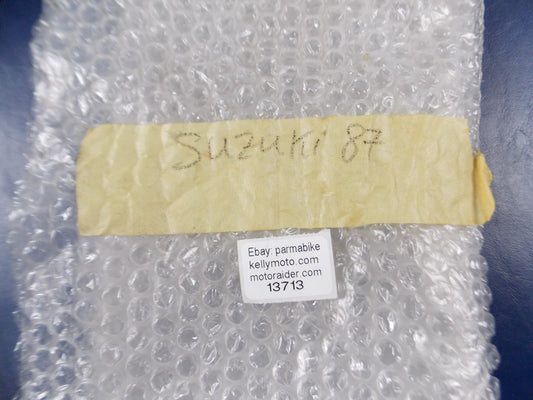 Suzuki 87
Ebay: parmabike
kellymoto.com
motoraider.com
13713